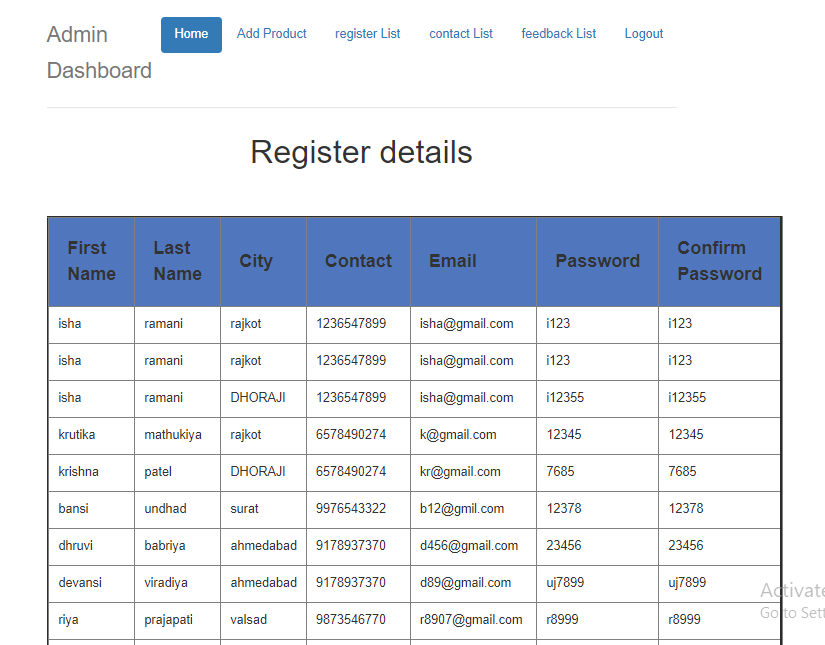 Admin Dashboard
Home Add Product register List contact List feedback List Logout
Register details
First Name Last Name City Contact Email Password Confirm Password
isha ramani rajkot 1236547899 isha@gmail.com i123 i123
isha ramani rajkot 1236547899 isha@gmail.com i123 i123
isha ramani DHORAJI 1236547899 isha@gmail.com i12355 i12355
krutika mathukiya rajkot 6578490274 k@gmail.com 12345 12345
krishna patel DHORAJI 6578490274 kr@gmail.com 7685 7685
bansi undhad surat 9976543322 b12@gmil.com 12378 12378
dhruvi babriya ahmedabad 9178937370 d456@gmail.com 23456 23456
devansi viradiya ahmedabad 9178937370 d89@gmail.com uj7899 uj7899
riya prajapati valsad 9873546770 r8907@gmail.com r8999 r8999
Activate
Go to Sett